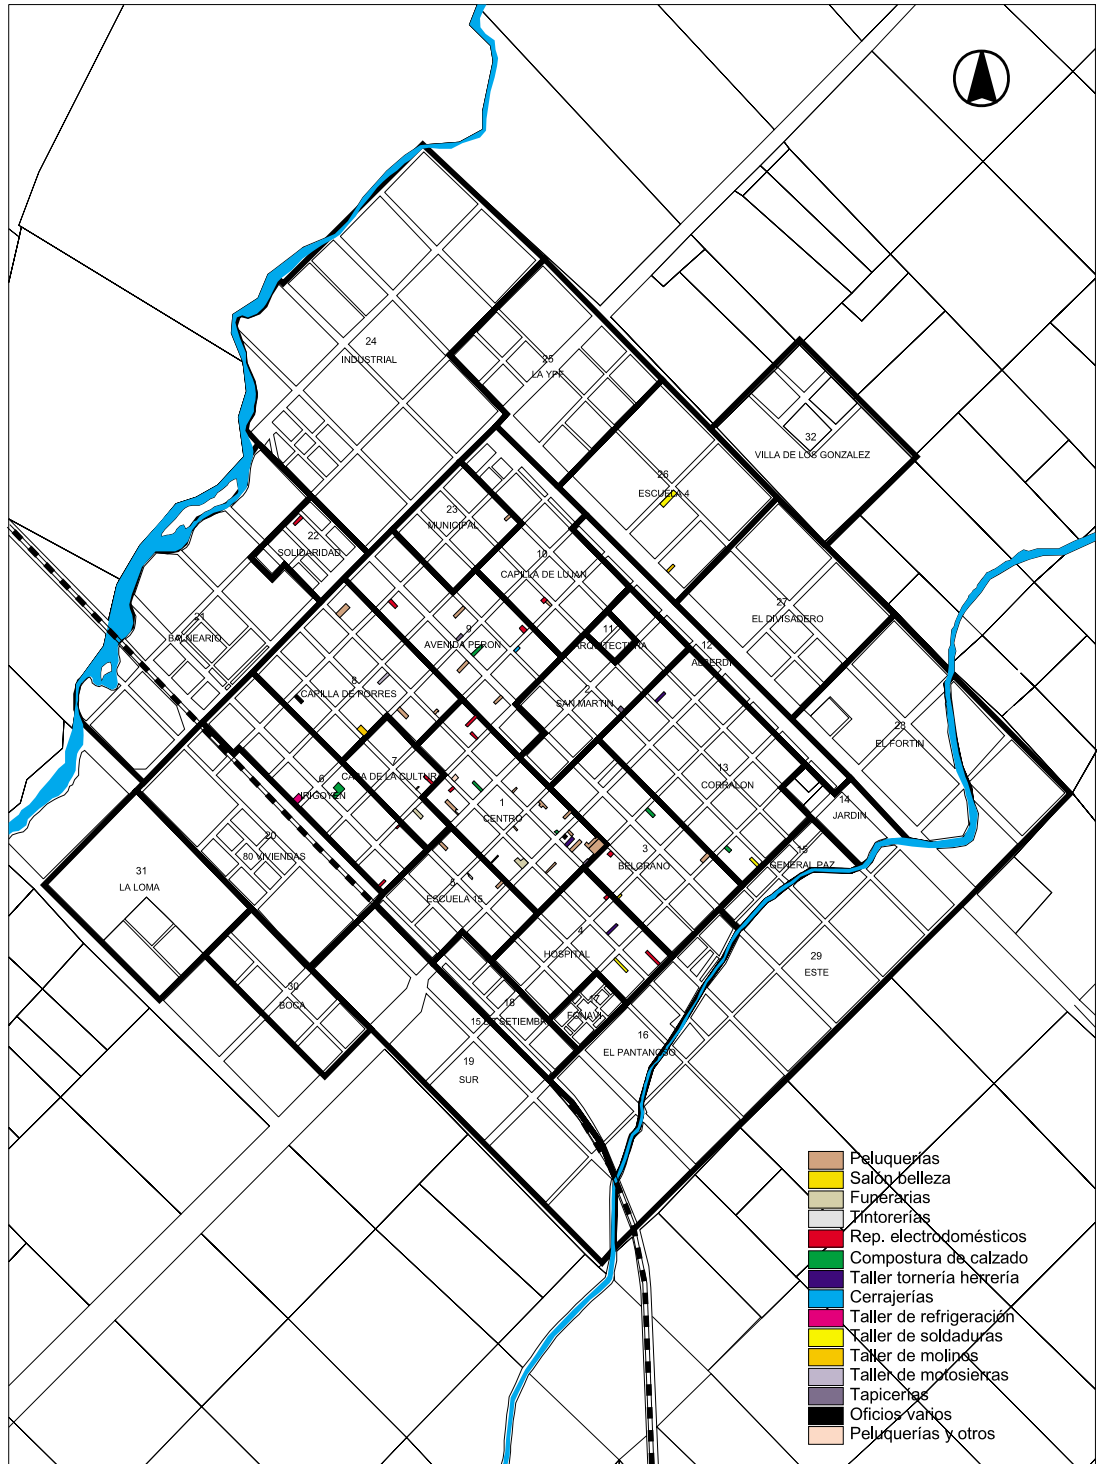 24
INDUSTRIAL
25
LA YPF
32
VILLA DE LOS GONZALEZ
26
ESCUELA 4
23
MUNICIPAL
22
SOLIDARIDAD
10
CAPILLA DE LUJAN
27
EL DIVISADERO
21
BALNEARIO
9
AVENIDA PERON
11
ARQUITECTURA
12
ALBERDI
8
CAPILLA DE PORRES
2
SAN MARTIN
28
EL FORTIN
7
CASA DE LA CULTURA
6
IRIGOYEN
13
CORRALON
1
CENTRO
14
JARDIN
20
80 VIVIENDAS
3
BELGRANO
15
GENERAL PAZ
31
LA LOMA
5
ESCUELA 15
4
HOSPITAL
29
ESTE
30
BOCA
18
15 DE SETIEMBRE
17
FONAVI
16
EL PANTANOSO
19
SUR
Peluquerías
Salón belleza
Funerarias
Tintorerías
Rep. electrodomésticos
Compostura de calzado
Taller tornería herrería
Cerrajerías
Taller de refrigeración
Taller de soldaduras
Taller de molinos
Taller de motosierras
Tapicerías
Oficios varios
Peluquerías y otros